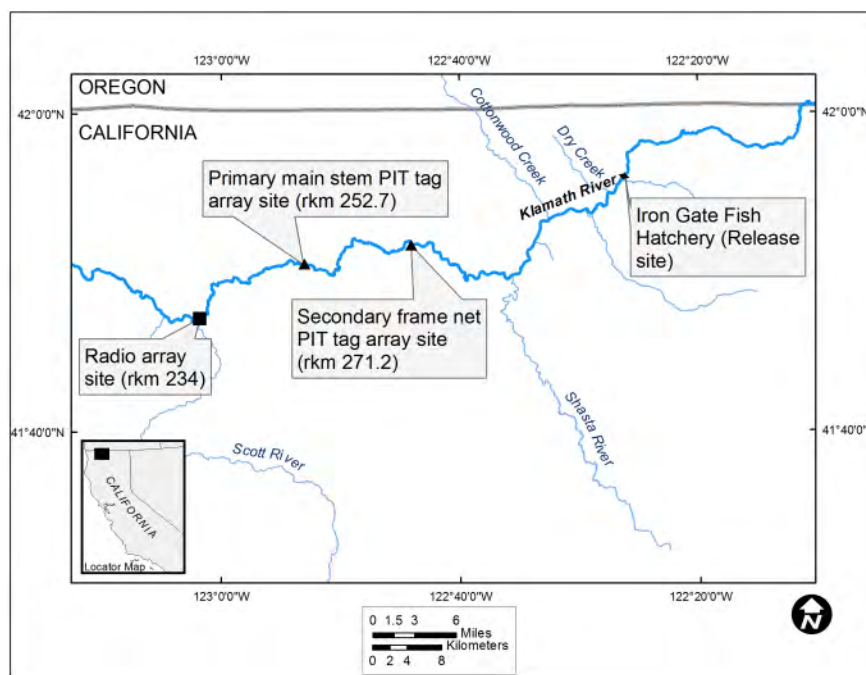 123°0'0"W 122°40'0"W 122°20'0"W
OREGON
42°0'0"N
42°0'0"N
CALIFORNIA
Cottonwood Creek
Dry Creek
Klamath River
Primary main stem PIT tag
array site (rkm 252.7)
Iron Gate Fish
Hatchery (Release
site)
Secondary frame net
PIT tag array site
(rkm 271.2)
Radio array
site (rkm 234)
Shasta River
41°40'0"N
41°40'0"N
Scott River
CALIFORNIA
Locator Map
123°0'0"W 122°40'0"W 122°20'0"W
0 1.5 3 6
Miles
Kilometers
0 2 4 8
N